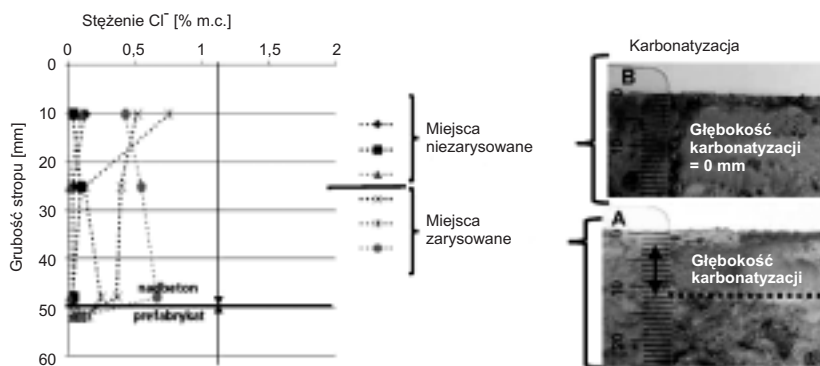 Stężenie Cl⁻ [% m.c.]
0 0,5 1 1,5 2
Grubość stropu [mm]
0
10
20
30
40
50
60
nadbeton
prefabrykat
Miejsca
niezarysowane
Miejsca
zarysowane
Karbonatyzacja
B
Głębokość
karbonatyzacji
= 0 mm
A
Głębokość
karbonatyzacji